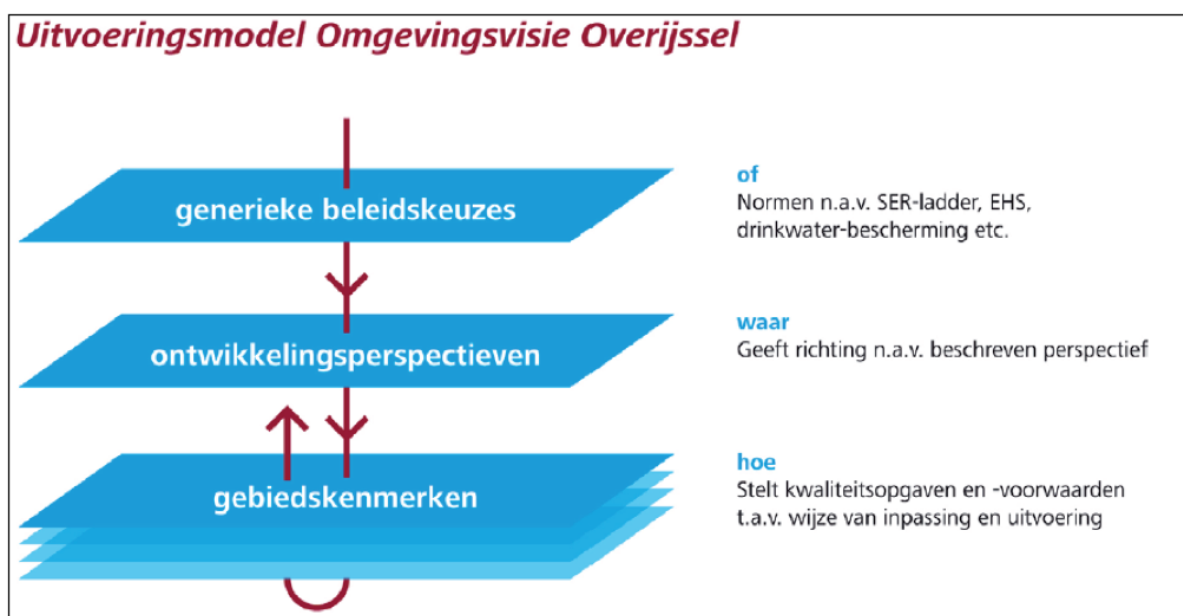 Uitvoeringsmodel Omgevingsvisie Overijssel
generieke beleidskeuzes
of
Normen n.a.v. SER-ladder, EHS,
drinkwater-bescherming etc.
ontwikkelingsperspectieven
waar
Geeft richting n.a.v. beschreven perspectief
gebiedskenmerken
hoe
Stelt kwaliteitsopgaven en -voorwaarden
t.a.v. wijze van inpassing en uitvoering